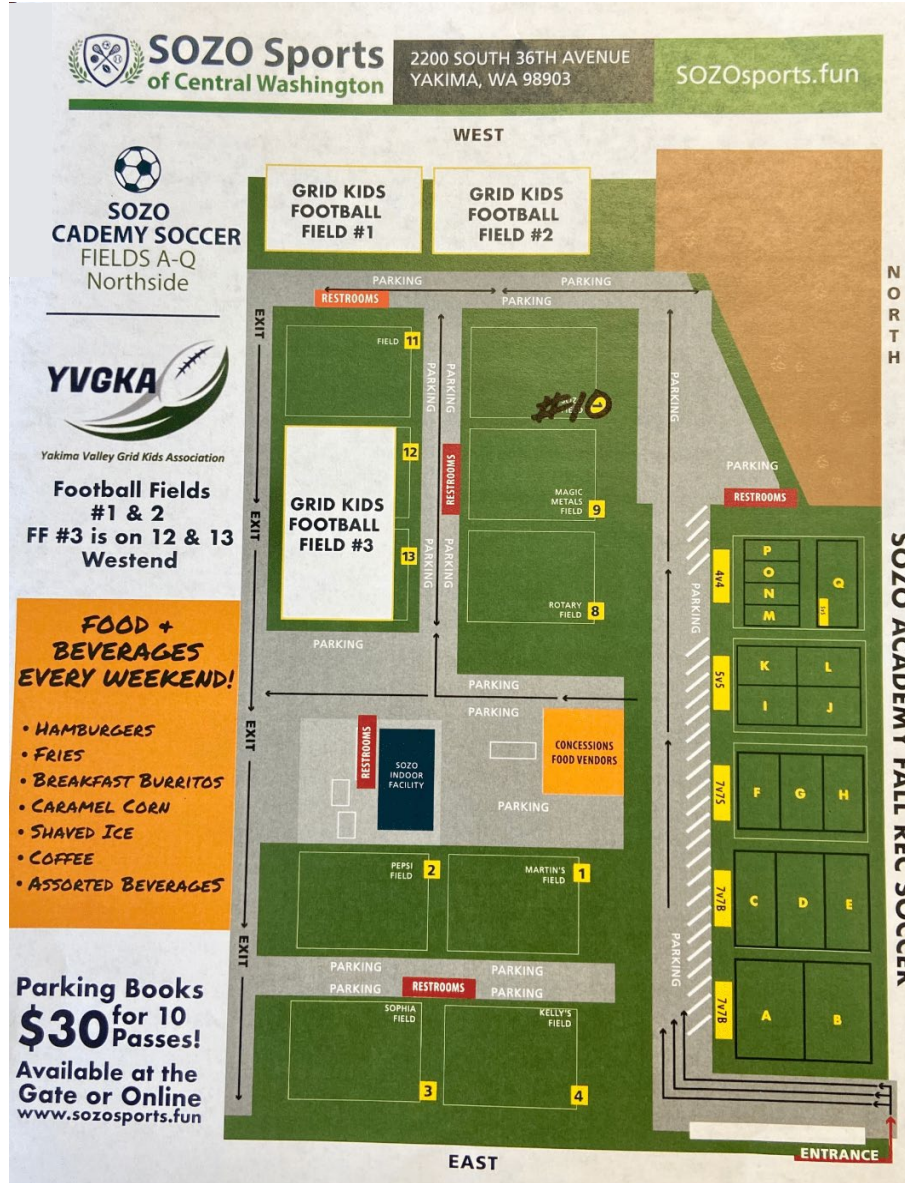 SOZO Sports
of Central Washington
2200 SOUTH 36TH AVENUE
YAKIMA, WA 98903
SOZOsports.fun
WEST
SOZO
CADEMY SOCCER
FIELDS A-Q
Northside
YVGKA
Yakima Valley Grid Kids Association
Football Fields
#1 & 2
FF #3 is on 12 & 13
Westend
FOOD +
BEVERAGES
EVERY WEEKEND!
• HAMBURGERS
• FRIES
• BREAKFAST BURRITOS
• CARAMEL CORN
• SHAVED ICE
• COFFEE
• ASSORTED BEVERAGES
Parking Books
$30 for 10
Passes!
Available at the
Gate or Online
www.sozosports.fun
GRID KIDS
FOOTBALL
FIELD #1
GRID KIDS
FOOTBALL
FIELD #2
PARKING
PARKING
RESTROOMS
PARKING
EXIT
FIELD 11
PARKING
PARKING
#10
PARKING
NORTH
12
RESTROOMS
GRID KIDS
FOOTBALL
FIELD #3
MAGIC
METALS
FIELD 9
PARKING
RESTROOMS
EXIT
13
PARKING
PARKING
ROTARY
FIELD 8
PARKING
4v4
P
O
N
M
Q
PARKING
PARKING
PARKING
5v5
K
L
I
J
EXIT
RESTROOMS
SOZO
INDOOR
FACILITY
CONCESSIONS
FOOD VENDORS
PARKING
7v7S
F
G
H
PEPSI
FIELD 2
MARTIN'S
FIELD 1
7v7B
C
D
E
EXIT
PARKING
PARKING
PARKING
RESTROOMS
PARKING
PARKING
SOPHIA
FIELD
3
KELLY'S
FIELD
4
7v7B
A
B
SOZO ACADEMY FALL REC SOCCER
ENTRANCE
EAST